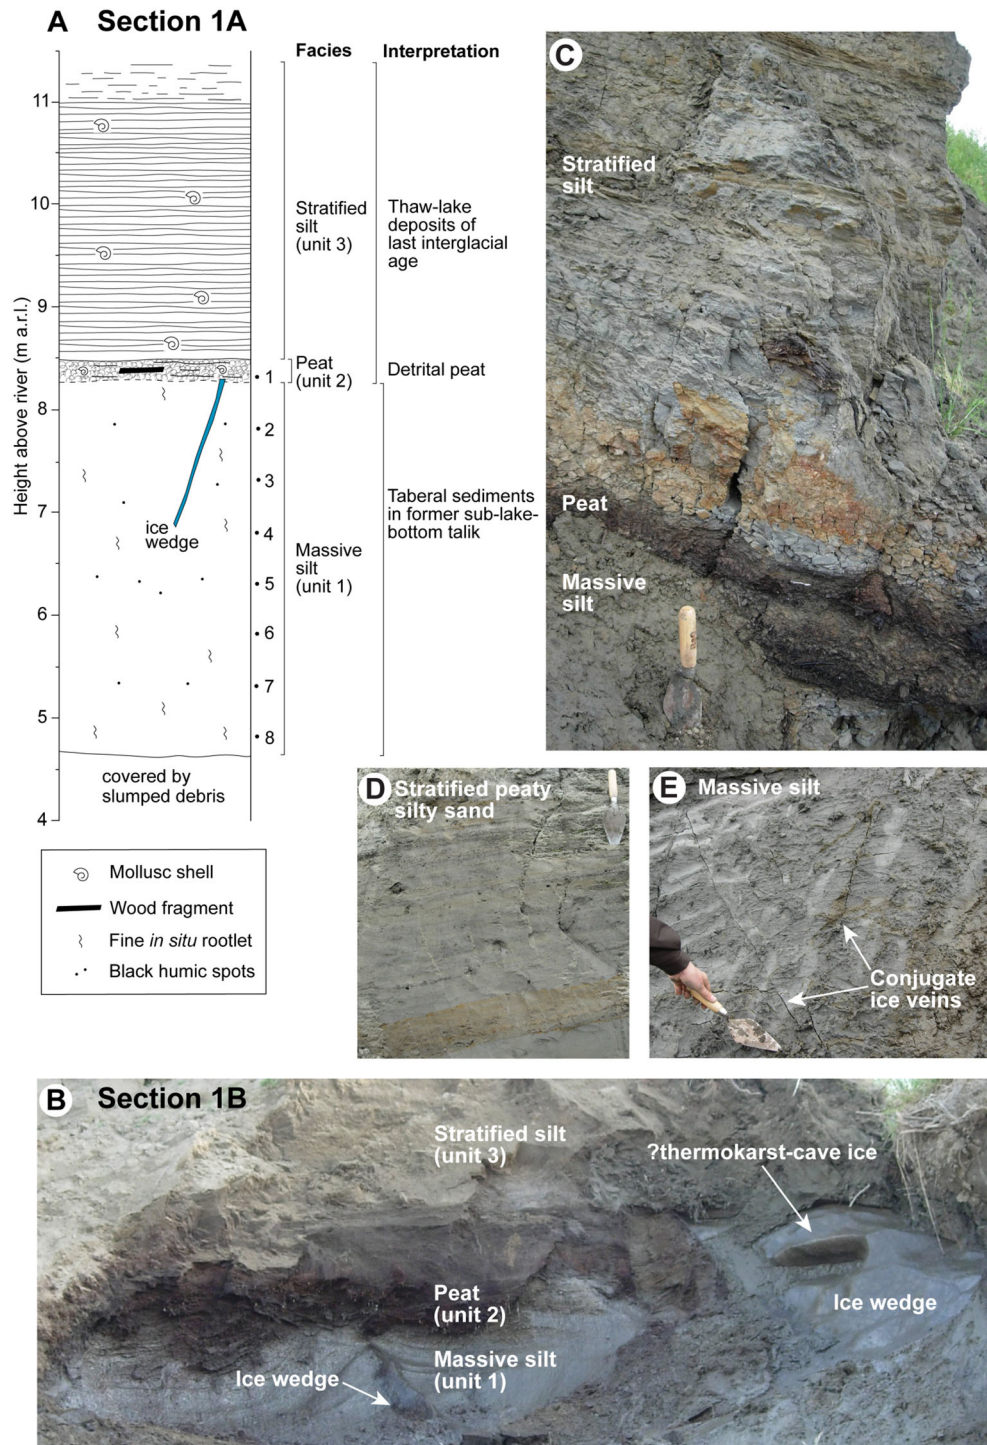 A Section 1A
Facies
Interpretation
Height above river (m a.r.l.)
11
10
9
8
7
6
5
4
Stratified
silt
(unit 3)
Thaw-lake
deposits of
last interglacial
age
Peat
(unit 2)
Detrital peat
1
2
3
4
5
6
7
8
ice
wedge
Massive
silt
(unit 1)
Taberal sediments
in former sub-lake-
bottom talik
covered by
slumped debris
Mollusc shell
Wood fragment
Fine in situ rootlet
Black humic spots
C
Stratified
silt
Peat
Massive
silt
D Stratified peaty
silty sand
E Massive silt
Conjugate
ice veins
B Section 1B
Stratified silt
(unit 3)
?thermokarst-cave ice
Peat
(unit 2)
Ice wedge
Massive silt
(unit 1)
Ice wedge